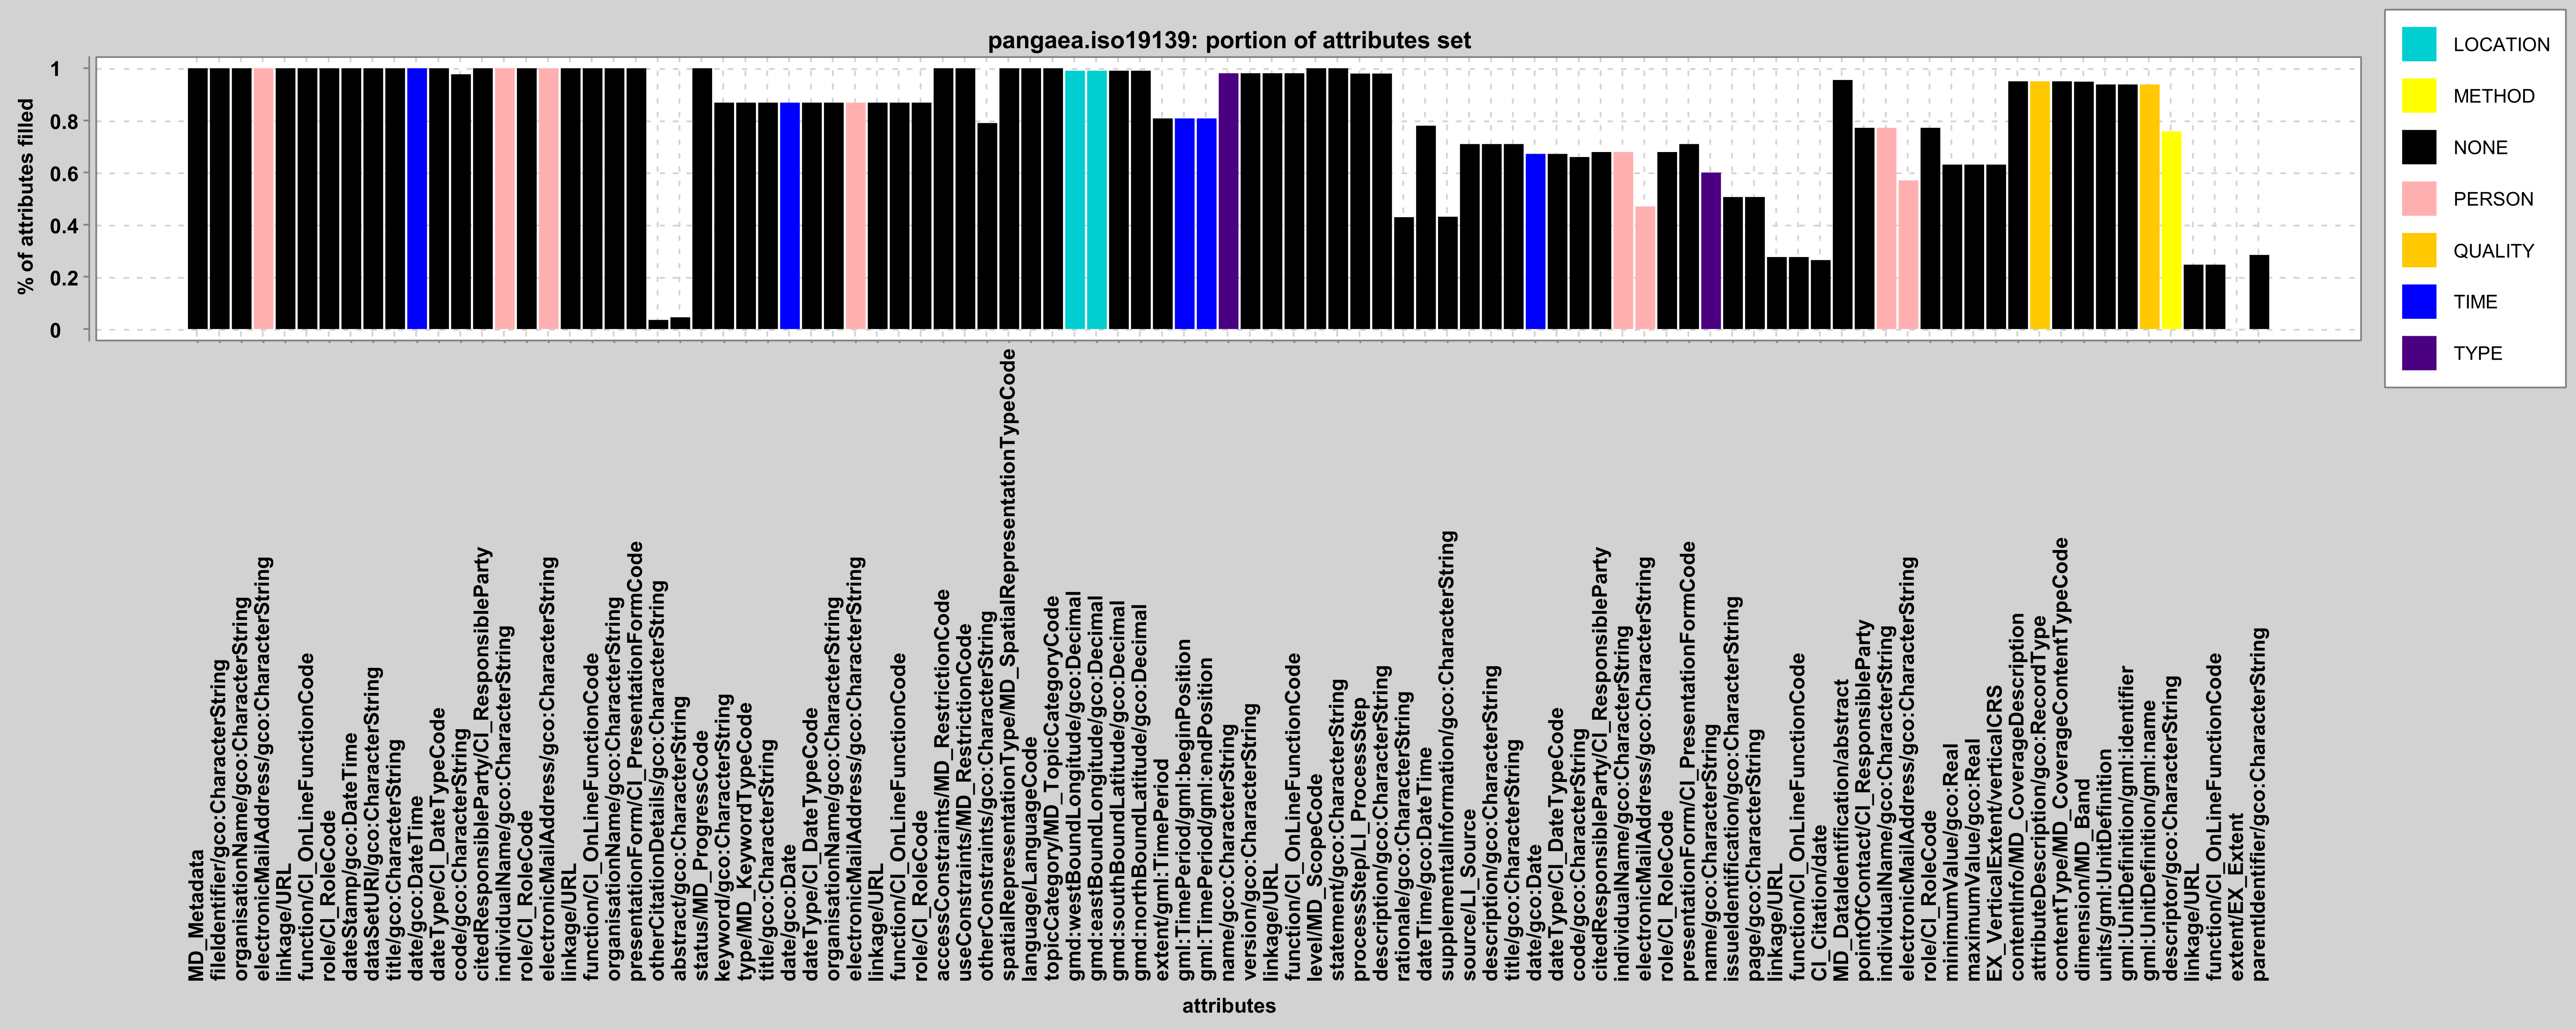 pangaea.iso19139: portion of attributes set
% of attributes filled
1
0.8
0.6
0.4
0.2
0
LOCATION
METHOD
NONE
PERSON
QUALITY
TIME
TYPE
MD_Metadata
fileIdentifier/gco:CharacterString
organisationName/gco:CharacterString
electronicMailAddress/gco:CharacterString
linkage/URL
function/CI_OnLineFunctionCode
role/CI_RoleCode
dateStamp/gco:DateTime
dataSetURI/gco:CharacterString
title/gco:CharacterString
date/gco:DateTime
dateType/CI_DateTypeCode
code/gco:CharacterString
citedResponsibleParty/CI_ResponsibleParty
individualName/gco:CharacterString
role/CI_RoleCode
electronicMailAddress/gco:CharacterString
linkage/URL
function/CI_OnLineFunctionCode
organisationName/gco:CharacterString
presentationForm/CI_PresentationFormCode
otherCitationDetails/gco:CharacterString
abstract/gco:CharacterString
status/MD_ProgressCode
keyword/gco:CharacterString
type/MD_KeywordTypeCode
title/gco:CharacterString
date/gco:Date
dateType/CI_DateTypeCode
organisationName/gco:CharacterString
electronicMailAddress/gco:CharacterString
linkage/URL
function/CI_OnLineFunctionCode
role/CI_RoleCode
accessConstraints/MD_RestrictionCode
useConstraints/MD_RestrictionCode
otherConstraints/gco:CharacterString
spatialRepresentationType/MD_SpatialRepresentationTypeCode
language/LanguageCode
topicCategory/MD_TopicCategoryCode
gmd:westBoundLongitude/gco:Decimal
gmd:eastBoundLongitude/gco:Decimal
gmd:southBoundLatitude/gco:Decimal
gmd:northBoundLatitude/gco:Decimal
extent/gml:TimePeriod
gml:TimePeriod/gml:beginPosition
gml:TimePeriod/gml:endPosition
name/gco:CharacterString
version/gco:CharacterString
linkage/URL
function/CI_OnLineFunctionCode
level/MD_ScopeCode
statement/gco:CharacterString
processStep/LI_ProcessStep
description/gco:CharacterString
rationale/gco:CharacterString
dateTime/gco:DateTime
supplementalInformation/gco:CharacterString
source/LI_Source
description/gco:CharacterString
title/gco:CharacterString
date/gco:Date
dateType/CI_DateTypeCode
code/gco:CharacterString
citedResponsibleParty/CI_ResponsibleParty
individualName/gco:CharacterString
electronicMailAddress/gco:CharacterString
role/CI_RoleCode
presentationForm/CI_PresentationFormCode
name/gco:CharacterString
issueIdentification/gco:CharacterString
page/gco:CharacterString
linkage/URL
function/CI_OnLineFunctionCode
CI_Citation/date
MD_DataIdentification/abstract
pointOfContact/CI_ResponsibleParty
individualName/gco:CharacterString
electronicMailAddress/gco:CharacterString
role/CI_RoleCode
minimumValue/gco:Real
maximumValue/gco:Real
EX_VerticalExtent/verticalCRS
contentInfo/MD_CoverageDescription
attributeDescription/gco:RecordType
contentType/MD_CoverageContentTypeCode
dimension/MD_Band
units/gml:UnitDefinition
gml:UnitDefinition/gml:identifier
gml:UnitDefinition/gml:name
descriptor/gco:CharacterString
linkage/URL
function/CI_OnLineFunctionCode
extent/EX_Extent
parentIdentifier/gco:CharacterString
attributes